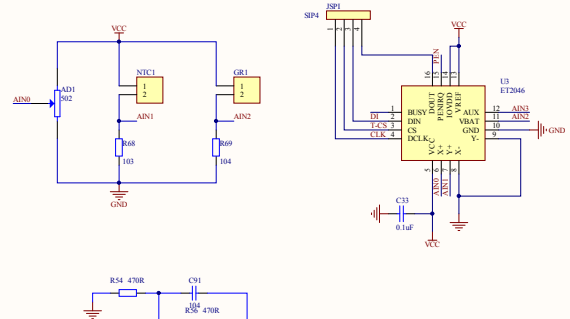 VCC
NTC1
1
2
GR1
1
2
AD1
502
AIN0
AIN1
AIN2
R68
103
R69
104
GND
JSP1
SIP4
1
2
3
4
VCC
PEN
16
15
14
13
DOUT
PENIRQ
IOVDD
VREF
U3
ET2046
DI
T-CS
CLK
1
2
3
4
BUSY
DIN
CS
DCLK
AUX
VBAT
GND
Y-
12
11
10
9
AIN3
AIN2
GND
VCC
X+
Y+
X-
5
6
7
8
AIN0
AIN1
C33
0.1uF
VCC
R54 470R
C91
104
R56 470R